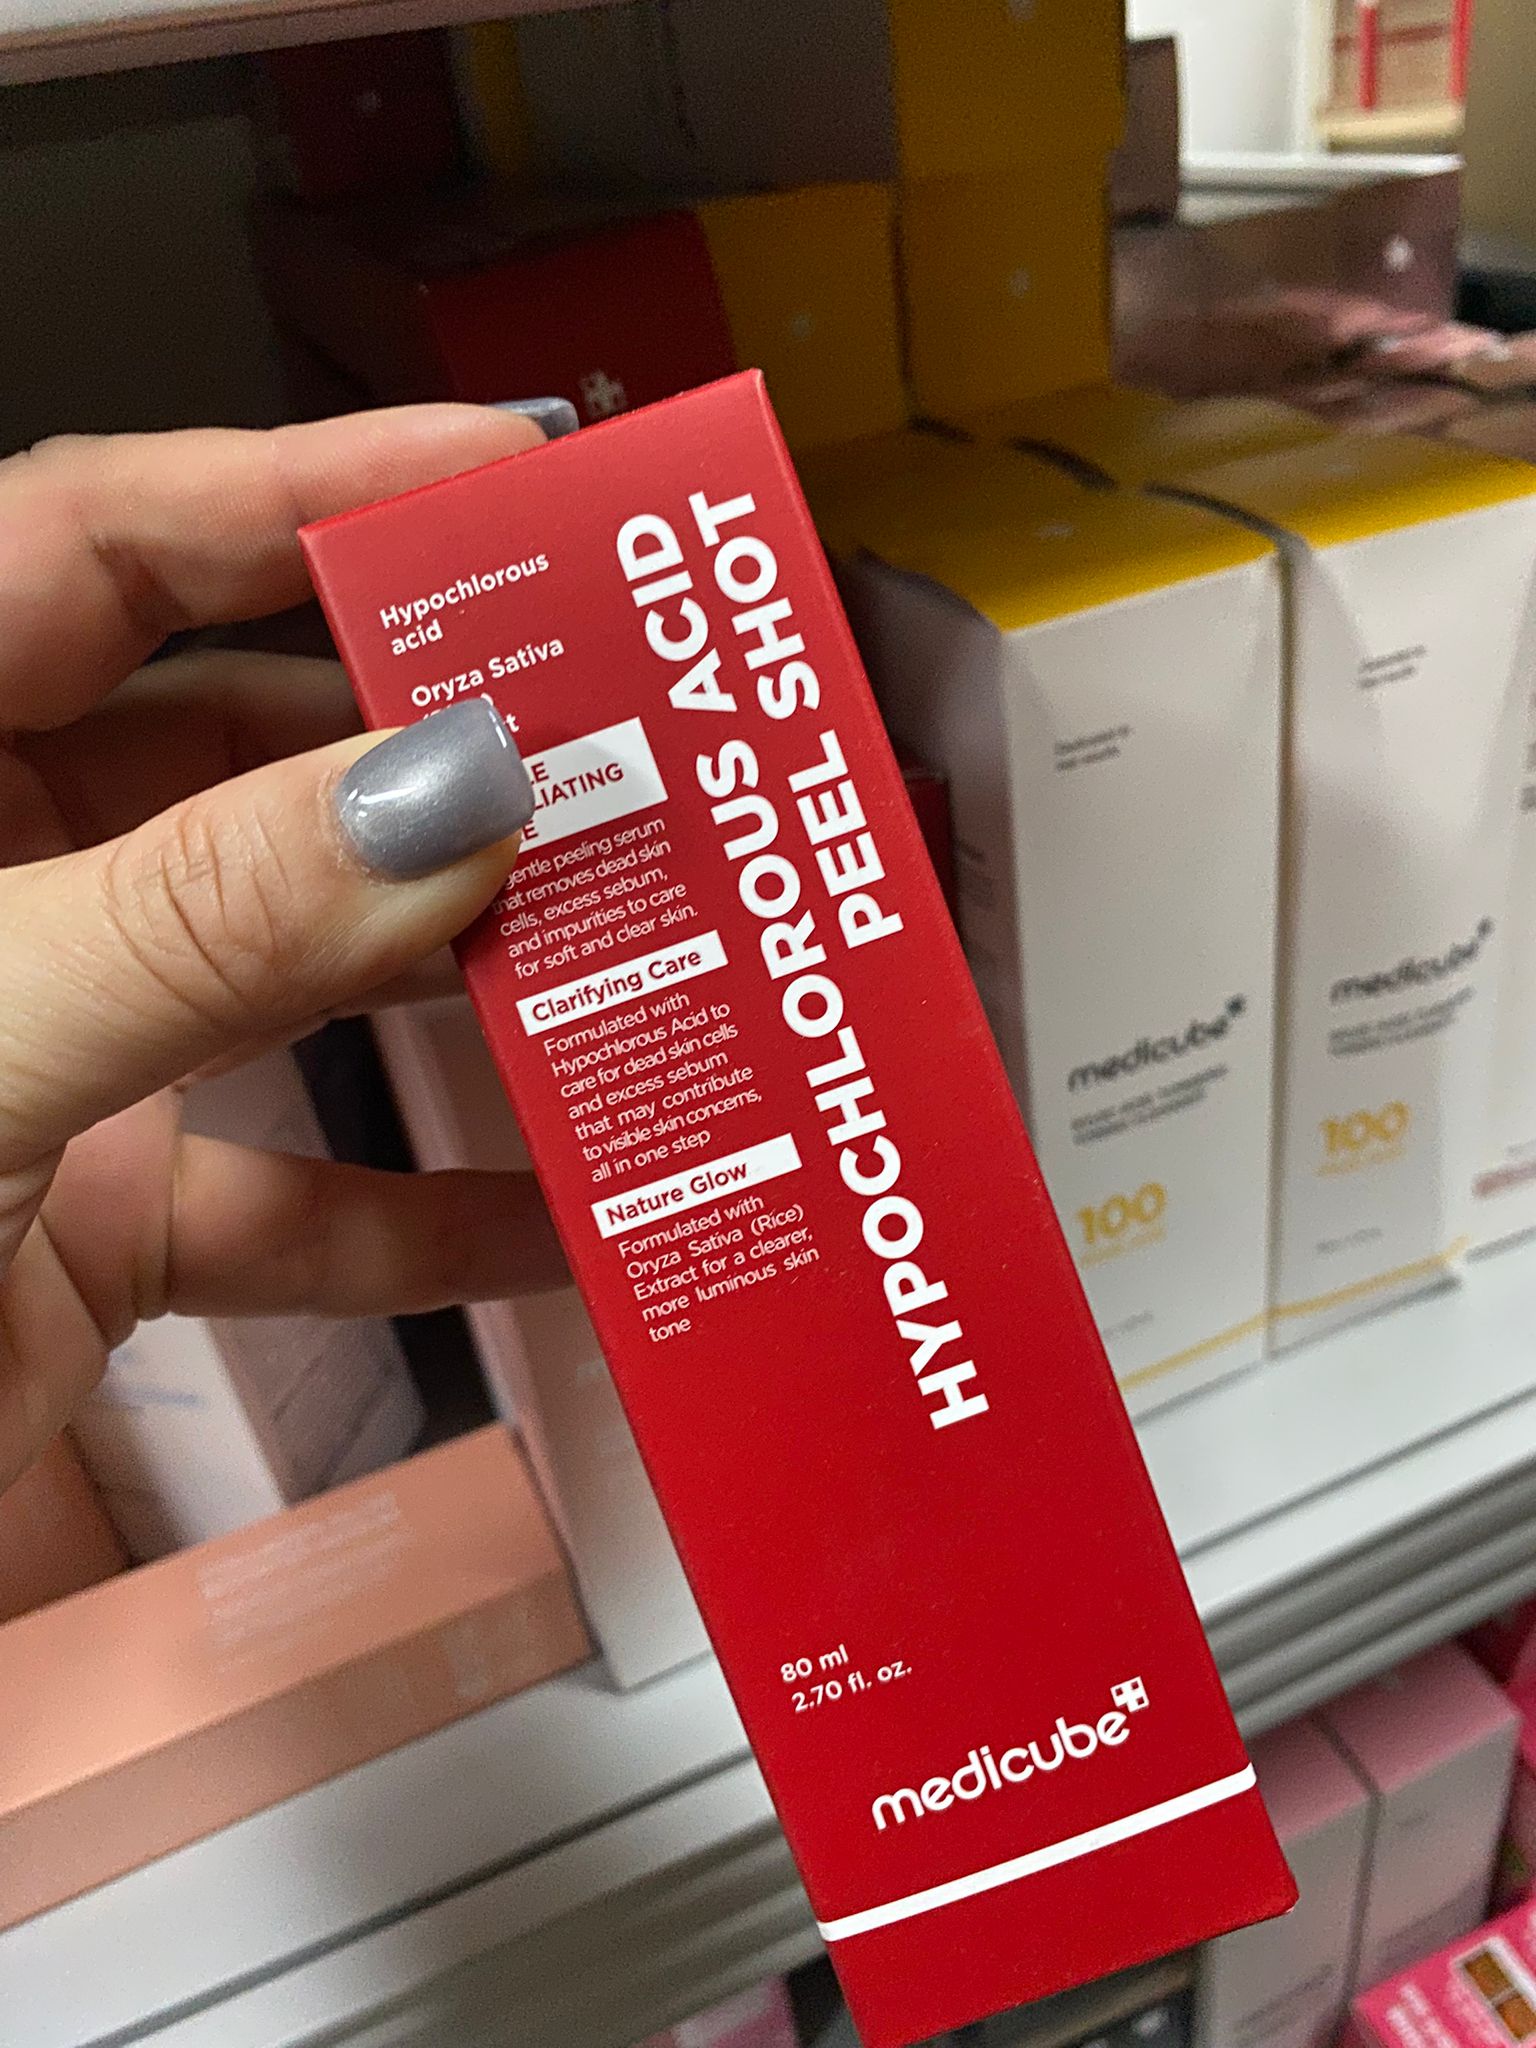 Hypochlorous
acid
Oryza Sativa
LIATING
gentle peeling serum
that removes dead skin
cells, excess sebum,
and impurities to care
for soft and clear skin.
Clarifying Care
Formulated with
Hypochlorous Acid to
care for dead skin cells
and excess sebum
that may contribute
to visible skin concerns,
all in one step
Nature Glow
Formulated with
Oryza Sativa (Rice)
Extract for a clearer,
more luminous skin
tone
HYPOCHLOROUS ACID
PEEL SHOT
80 ml
2.70 fl. oz.
medicube
medicube
100
medicube
100